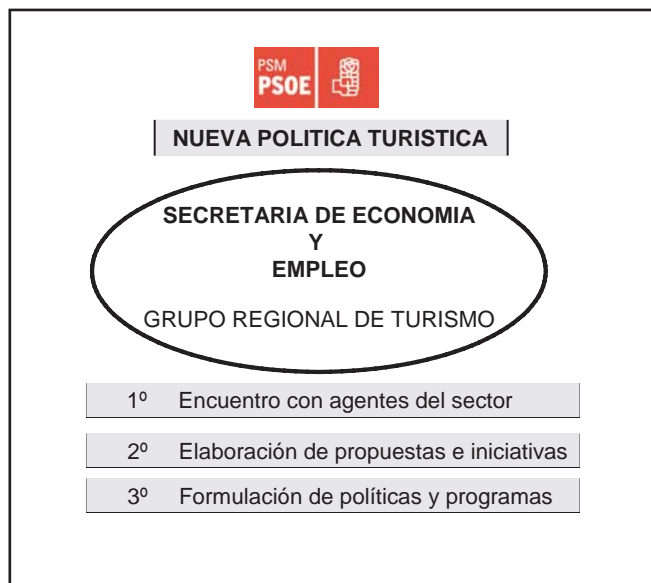 PSM
PSOE
NUEVA POLITICA TURISTICA
SECRETARIA DE ECONOMIA
Y
EMPLEO
GRUPO REGIONAL DE TURISMO
1º Encuentro con agentes del sector
2º Elaboración de propuestas e iniciativas
3º Formulación de políticas y programas